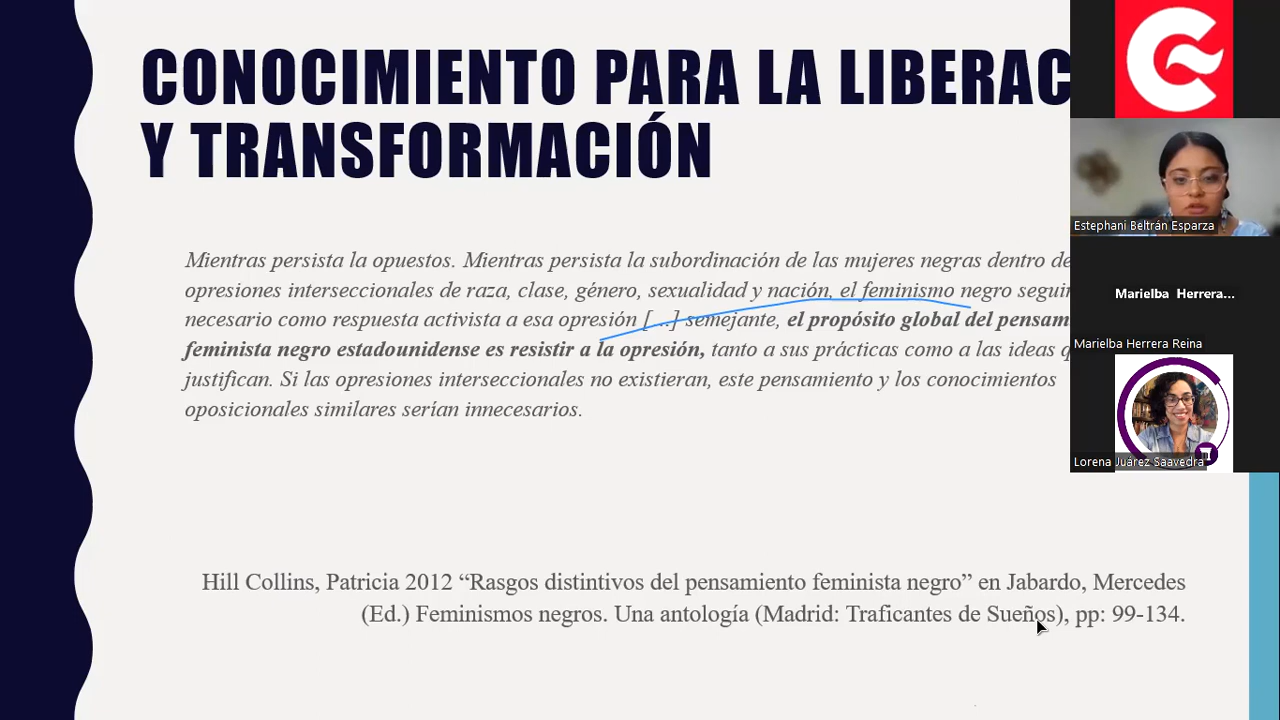 CONOCIMIENTO PARA LA LIBERAC
Y TRANSFORMACIÓN
Mientras persista la opuestos. Mientras persista la subordinación de las mujeres negras dentro de
opresiones interseccionales de raza, clase, género, sexualidad y nación, el feminismo negro seguir
necesario como respuesta activista a esa opresión [...] semejante, el propósito global del pensam
feminista negro estadounidense es resistir a la opresión, tanto a sus prácticas como a las ideas q
justifican. Si las opresiones interseccionales no existieran, este pensamiento y los conocimientos
oposicionales similares serían innecesarios.
Hill Collins, Patricia 2012 “Rasgos distintivos del pensamiento feminista negro” en Jabardo, Mercedes
(Ed.) Feminismos negros. Una antología (Madrid: Traficantes de Sueños), pp: 99-134.
Estephani Beltrán Esparza
Marielba Herrera...
Marielba Herrera Reina
Lorena Juárez Saavedra